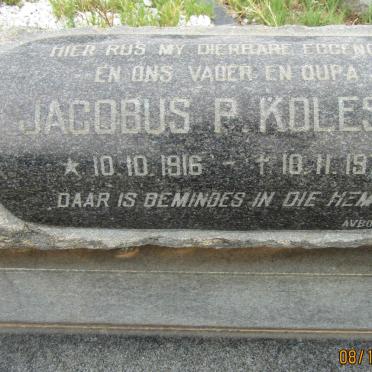 HIER RUS MY DIERBARE EGGENO
EN ONS VADER EN OUPA
JACOBUS P. KOLES
* 10.10.1916 - † 10.11.19
DAAR IS BEMINDES IN DIE HEM
AVBO
08/1